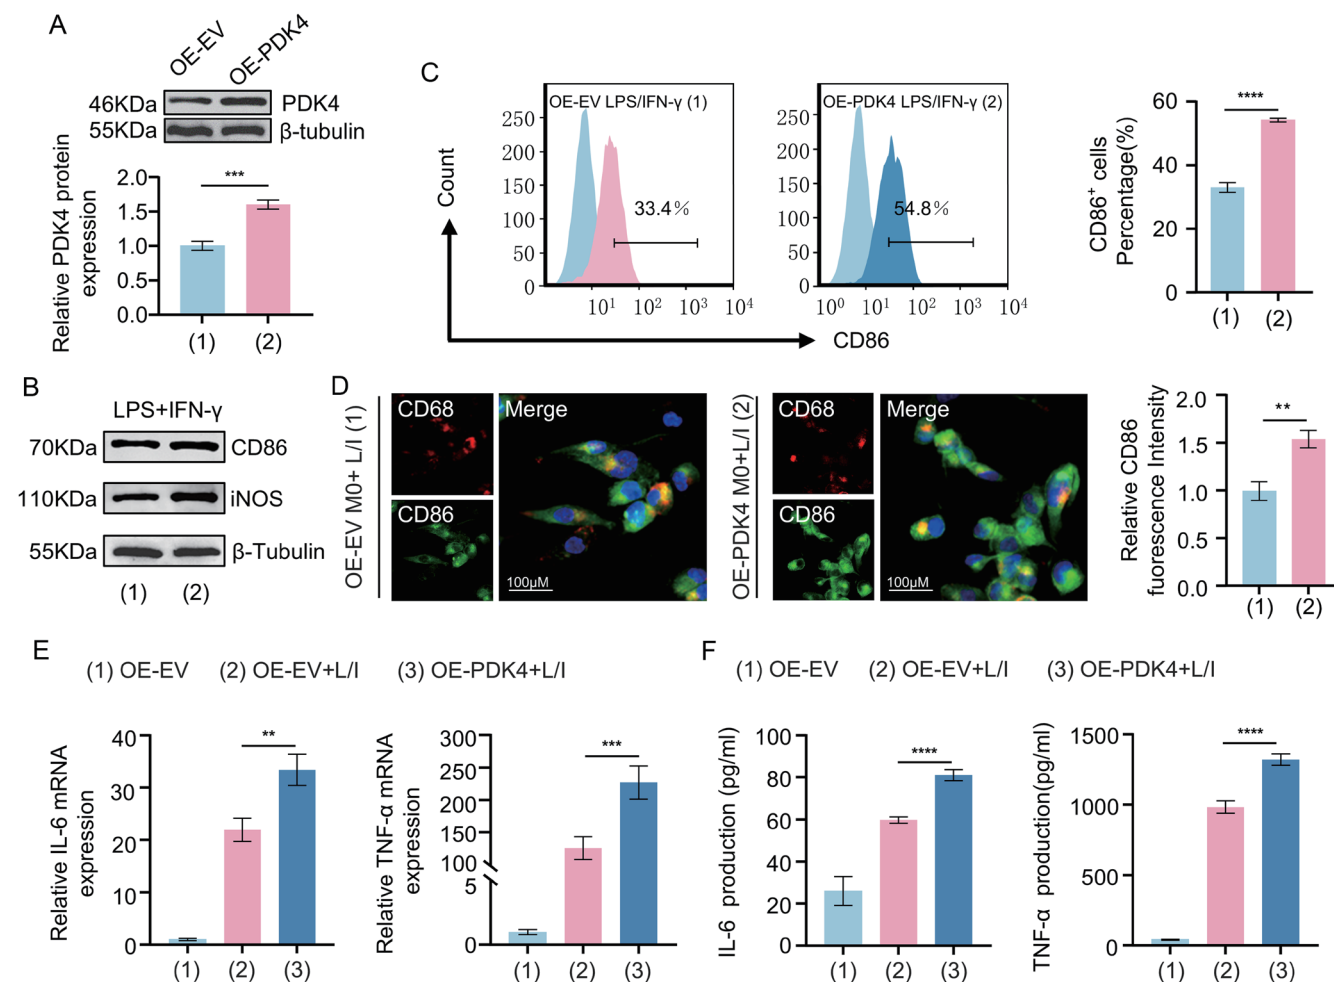 A
OE-EV
OE-PDK4
46KDa
PDK4
55KDa
β-tubulin
Relative PDK4 protein
expression
2.0
1.5
1.0
0.5
0.0
***
(1)
(2)
B
LPS+IFN-γ
70KDa
CD86
110KDa
iNOS
55KDa
β-Tubulin
(1)
(2)
C
Count
OE-EV LPS/IFN-γ (1)
250
200
150
100
50
0
33.4%
10¹ 10² 10³ 10⁴
OE-PDK4 LPS/IFN-γ (2)
250
200
150
100
50
0
54.8%
10⁰ 10¹ 10² 10³ 10⁴
CD86
CD86⁺ cells
Percentage(%)
60
40
20
0
****
(1)
(2)
D
OE-EV M0+ L/I (1)
CD68
CD86
Merge
100µM
OE-PDK4 M0+L/I (2)
CD68
CD86
Merge
100µM
Relative CD86
fuorescence Intensity
2.0
1.5
1.0
0.5
0.0
**
(1)
(2)
E
(1) OE-EV (2) OE-EV+L/I (3) OE-PDK4+L/I
Relative IL-6 mRNA
expression
40
30
20
10
0
**
(1) (2) (3)
Relative TNF-α mRNA
expression
300
250
200
150
100
5
0
***
(1) (2) (3)
F
(1) OE-EV (2) OE-EV+L/I (3) OE-PDK4+L/I
IL-6 production (pg/ml)
100
80
60
40
20
0
****
(1) (2) (3)
TNF-α production(pg/ml)
1500
1000
500
0
****
(1) (2) (3)